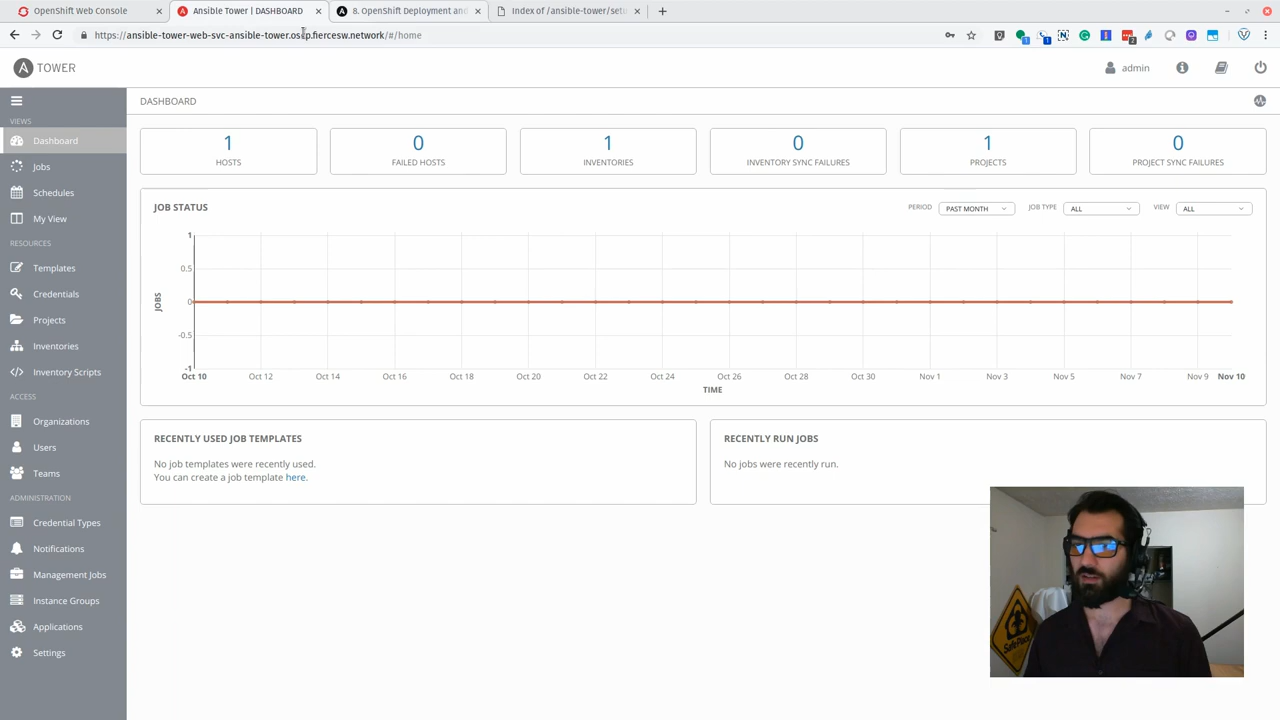 OpenShift Web Console
Ansible Tower | DASHBOARD
8. OpenShift Deployment and
Index of /ansible-tower/setu
https://ansible-tower-web-svc-ansible-tower.oscp.fiercesw.network/#/home
A TOWER
admin
VIEWS
Dashboard
Jobs
Schedules
My View
RESOURCES
Templates
Credentials
Projects
Inventories
Inventory Scripts
ACCESS
Organizations
Users
Teams
ADMINISTRATION
Credential Types
Notifications
Management Jobs
Instance Groups
Applications
Settings
DASHBOARD
1
HOSTS
0
FAILED HOSTS
1
INVENTORIES
0
INVENTORY SYNC FAILURES
1
PROJECTS
0
PROJECT SYNC FAILURES
JOB STATUS
PERIOD PAST MONTH JOB TYPE ALL VIEW ALL
1
0.5
0
-0.5
-1
JOBS
Oct 10 Oct 12 Oct 14 Oct 16 Oct 18 Oct 20 Oct 22 Oct 24 Oct 26 Oct 28 Oct 30 Nov 1 Nov 3 Nov 5 Nov 7 Nov 9 Nov 10
TIME
RECENTLY USED JOB TEMPLATES
No job templates were recently used.
You can create a job template here.
RECENTLY RUN JOBS
No jobs were recently run.